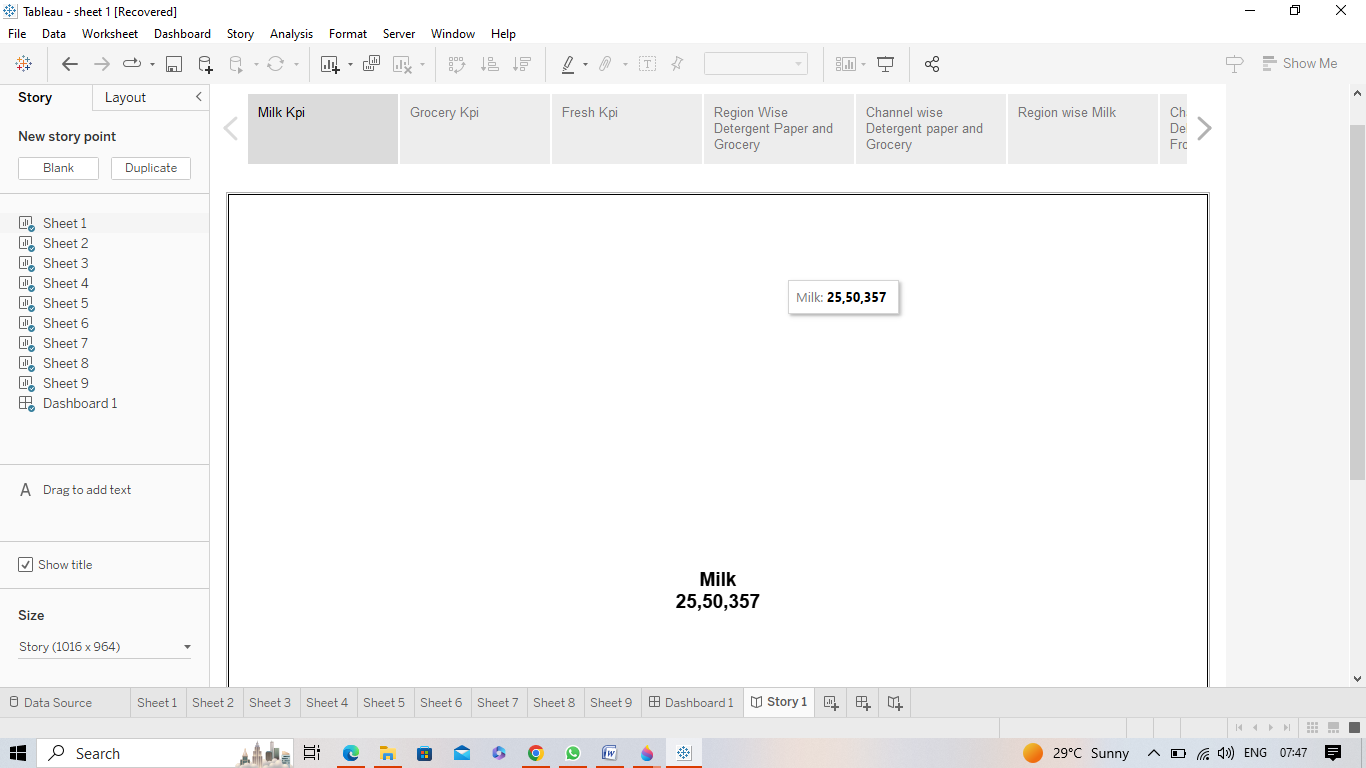 Tableau - sheet 1 [Recovered]
File Data Worksheet Dashboard Story Analysis Format Server Window Help
Show Me
Story Layout
New story point
Blank Duplicate
Sheet 1
Sheet 2
Sheet 3
Sheet 4
Sheet 5
Sheet 6
Sheet 7
Sheet 8
Sheet 9
Dashboard 1
A Drag to add text
Show title
Size
Story (1016 x 964)
Milk Kpi
Grocery Kpi
Fresh Kpi
Region Wise
Detergent Paper and
Grocery
Channel wise
Detergent paper and
Grocery
Region wise Milk
Milk: 25,50,357
Milk
25,50,357
Data Source Sheet 1 Sheet 2 Sheet 3 Sheet 4 Sheet 5 Sheet 6 Sheet 7 Sheet 8 Sheet 9 Dashboard 1 Story 1
Search 29°C Sunny ENG 07:47